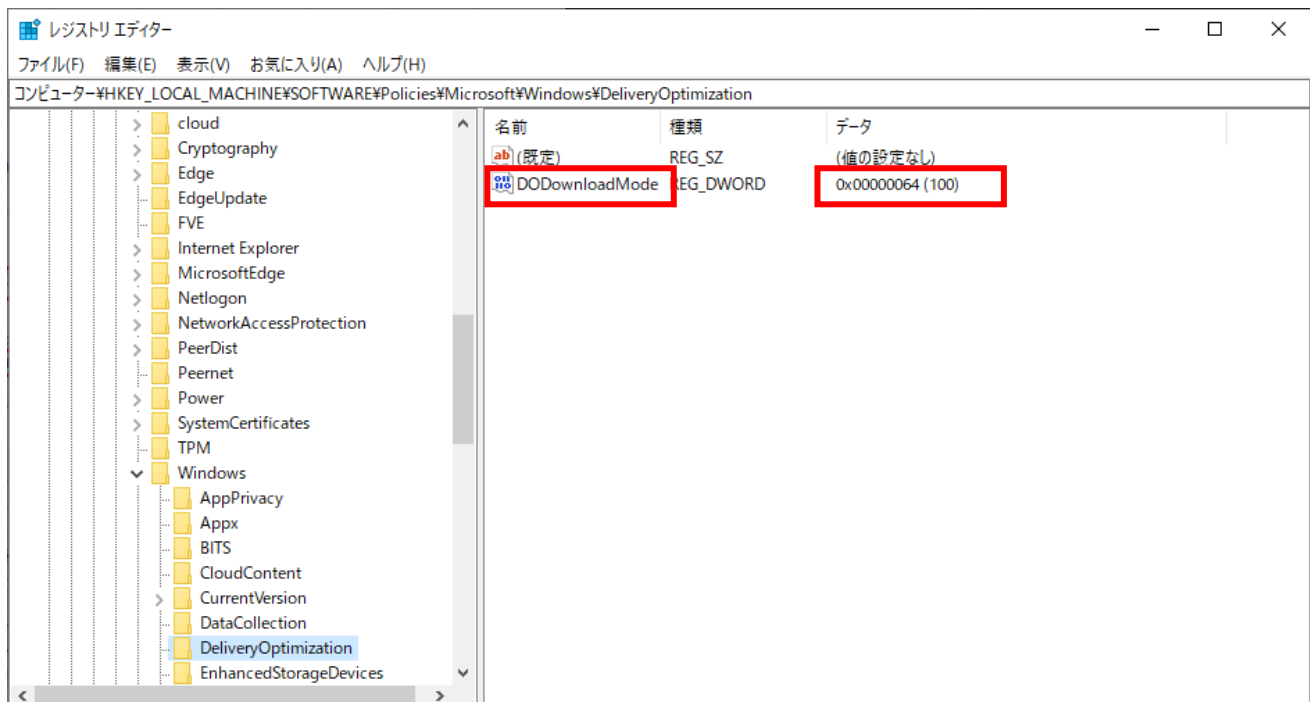 レジストリ エディター
ファイル(F) 編集(E) 表示(V) お気に入り(A) ヘルプ(H)
コンピューター¥HKEY_LOCAL_MACHINE¥SOFTWARE¥Policies¥Microsoft¥Windows¥DeliveryOptimization
cloud
Cryptography
Edge
EdgeUpdate
FVE
Internet Explorer
MicrosoftEdge
Netlogon
NetworkAccessProtection
PeerDist
Peernet
Power
SystemCertificates
TPM
Windows
AppPrivacy
Appx
BITS
CloudContent
CurrentVersion
DataCollection
DeliveryOptimization
EnhancedStorageDevices
名前 種類 データ
(既定) REG_SZ (値の設定なし)
DODownloadMode REG_DWORD 0x00000064 (100)